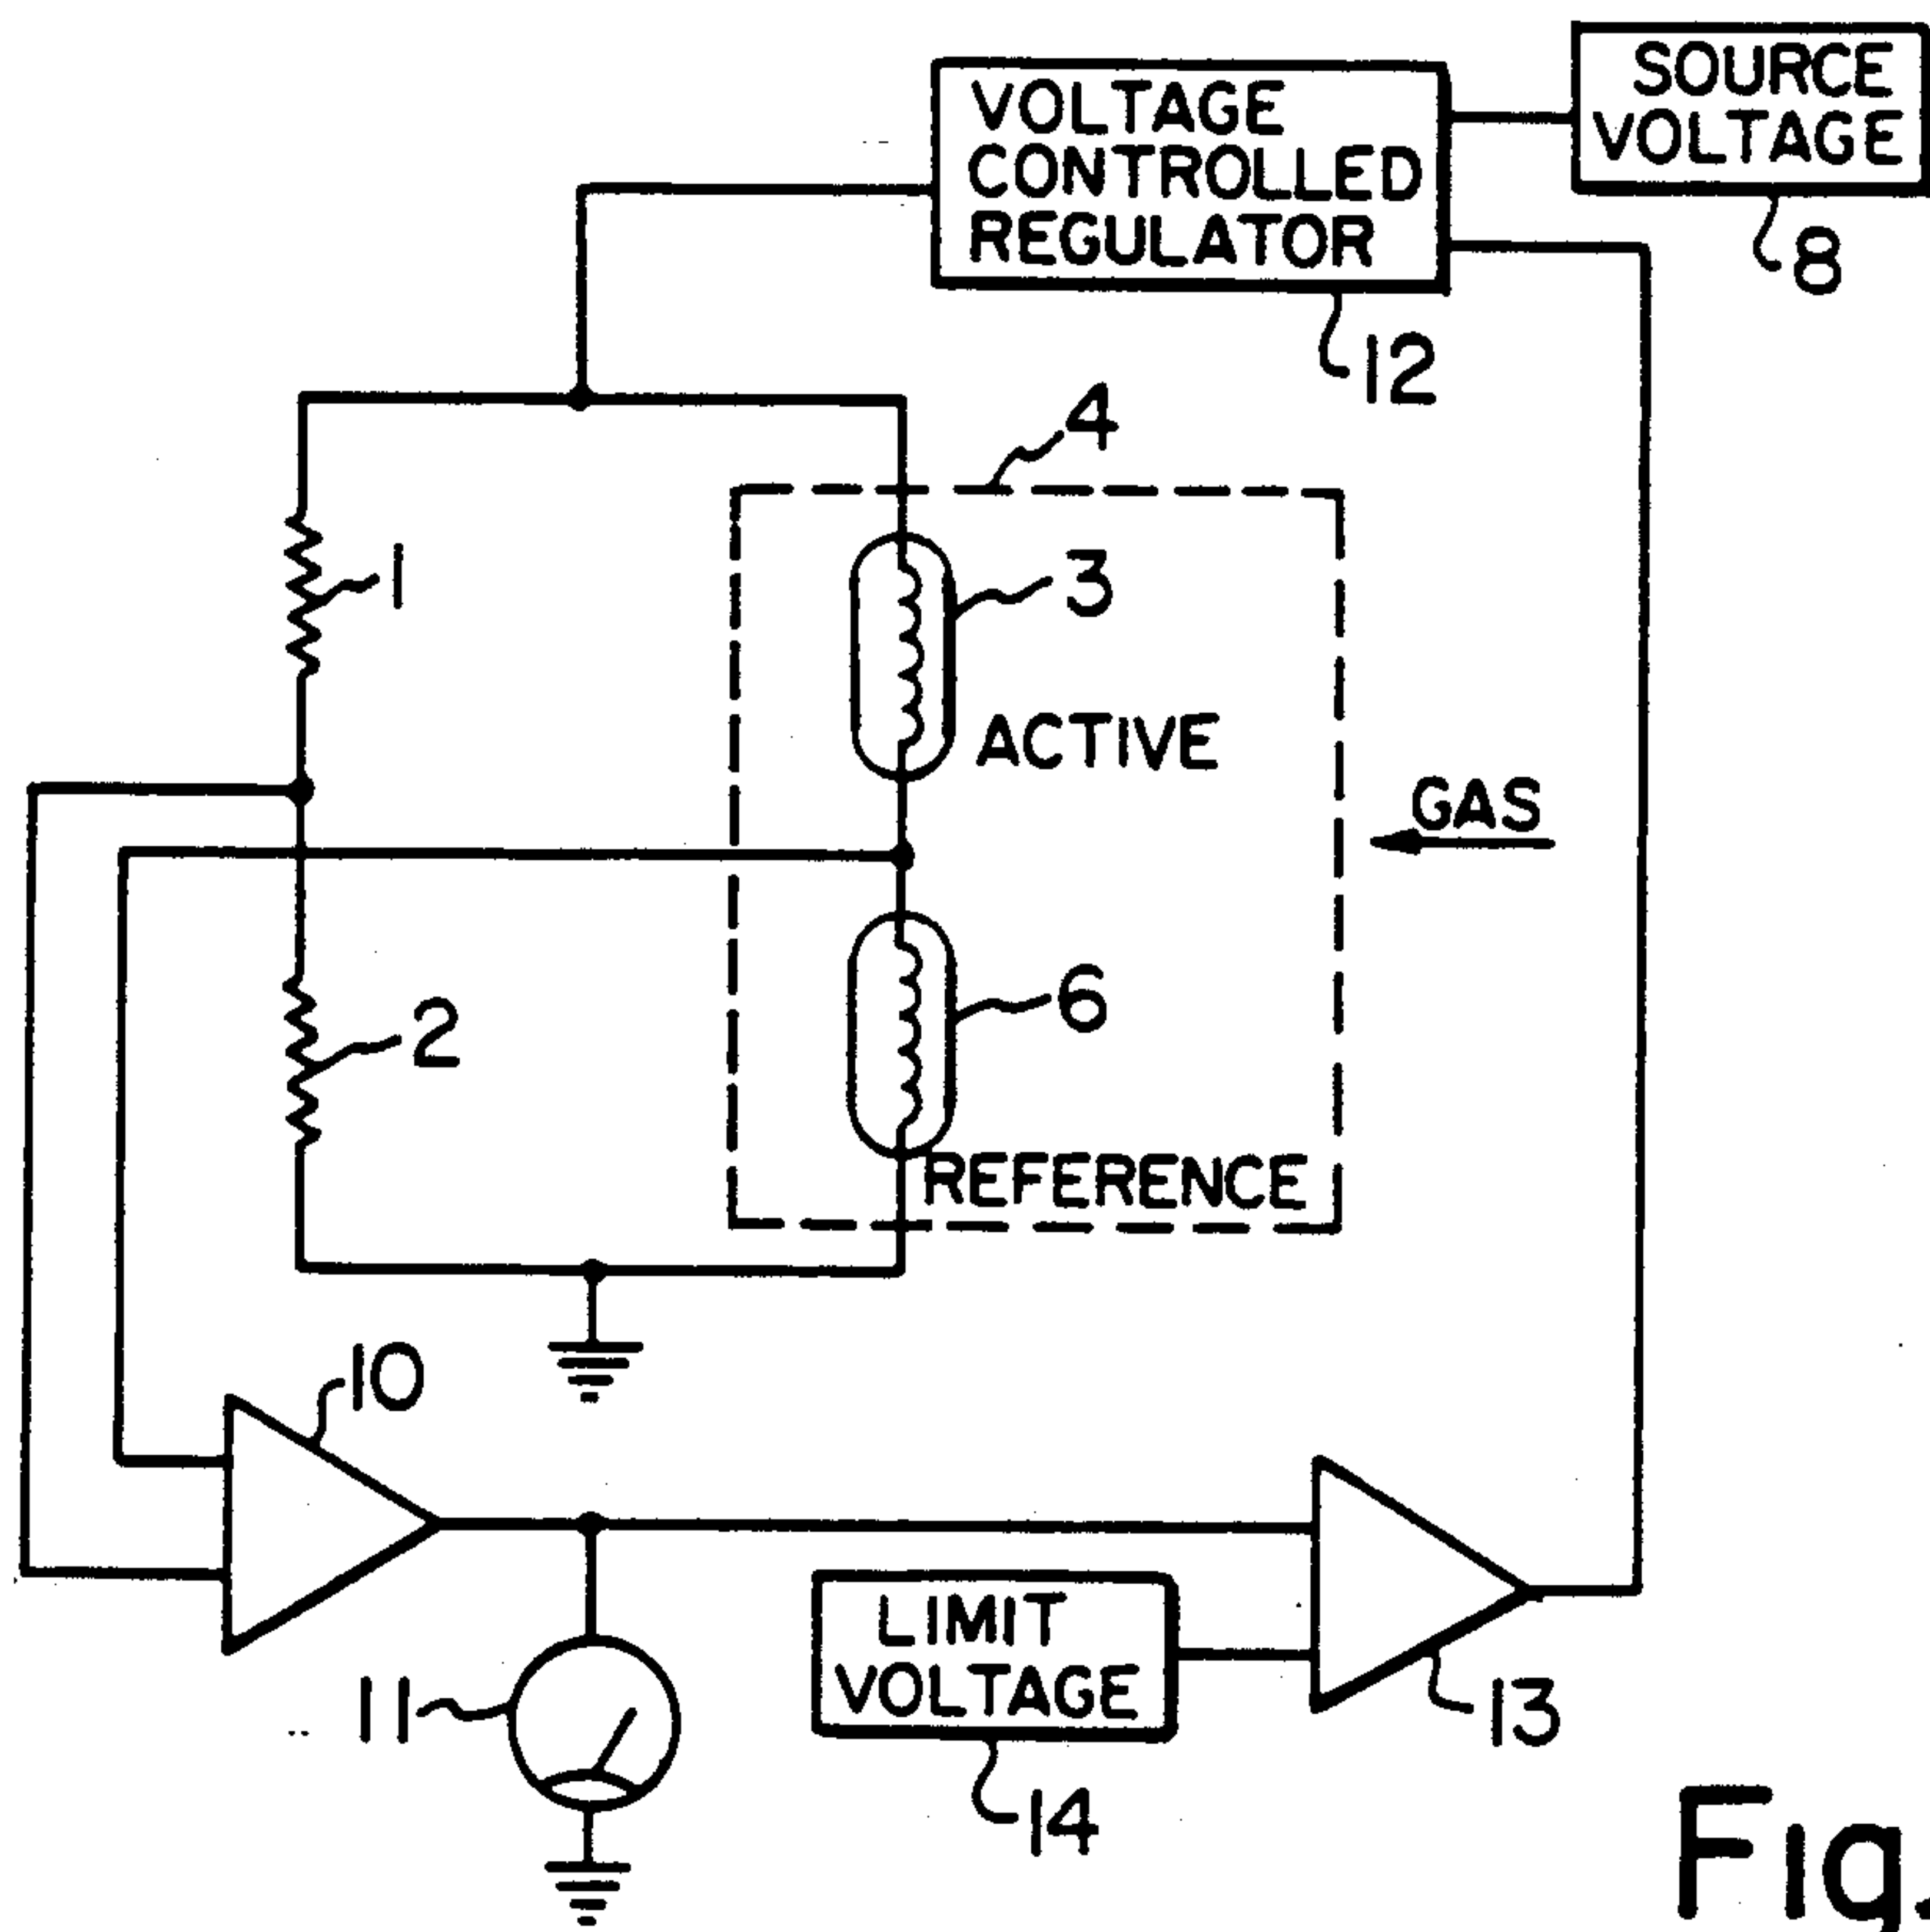 SOURCE
VOLTAGE
8
VOLTAGE
CONTROLLED
REGULATOR
12
4
1
3
ACTIVE
GAS
2
6
REFERENCE
10
LIMIT
VOLTAGE
11
13
14
Fig.